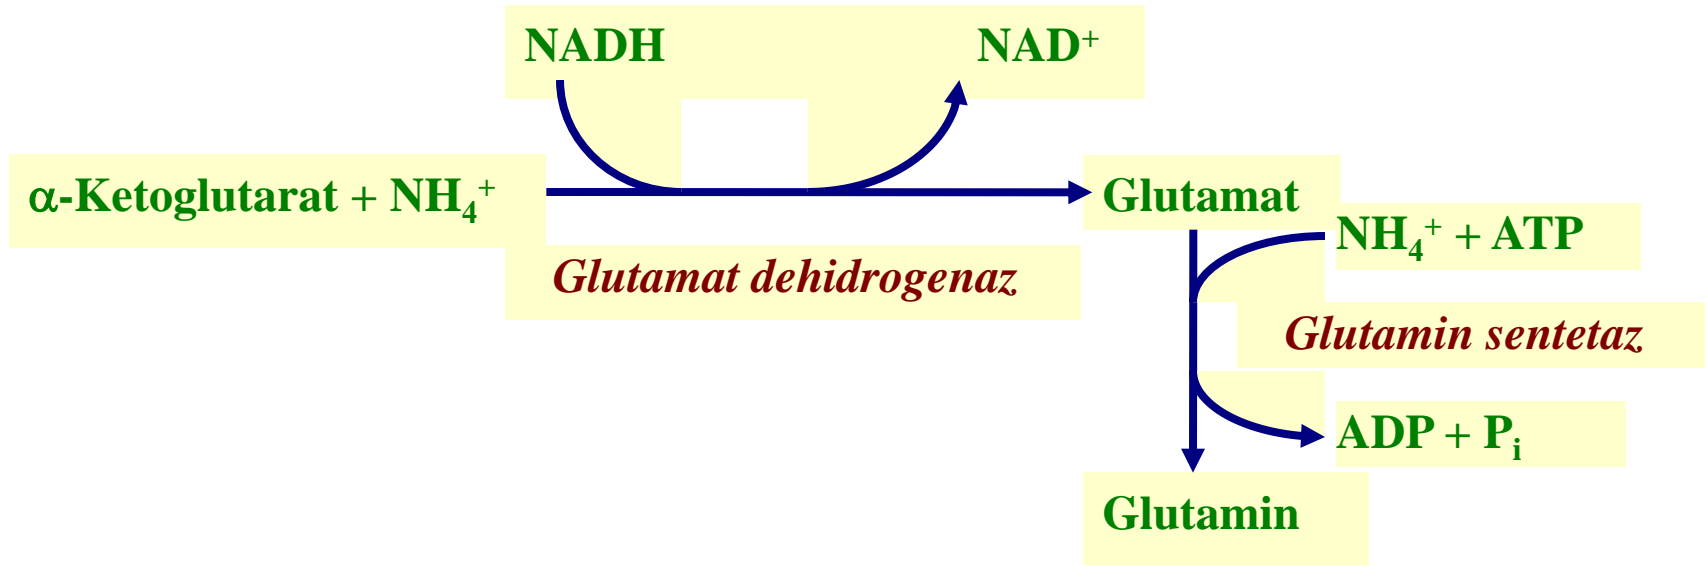 NADH NAD⁺
α-Ketoglutarat + NH₄⁺
Glutamat
NH₄⁺ + ATP
Glutamat dehidrogenaz
Glutamin sentetaz
ADP + Pᵢ
Glutamin